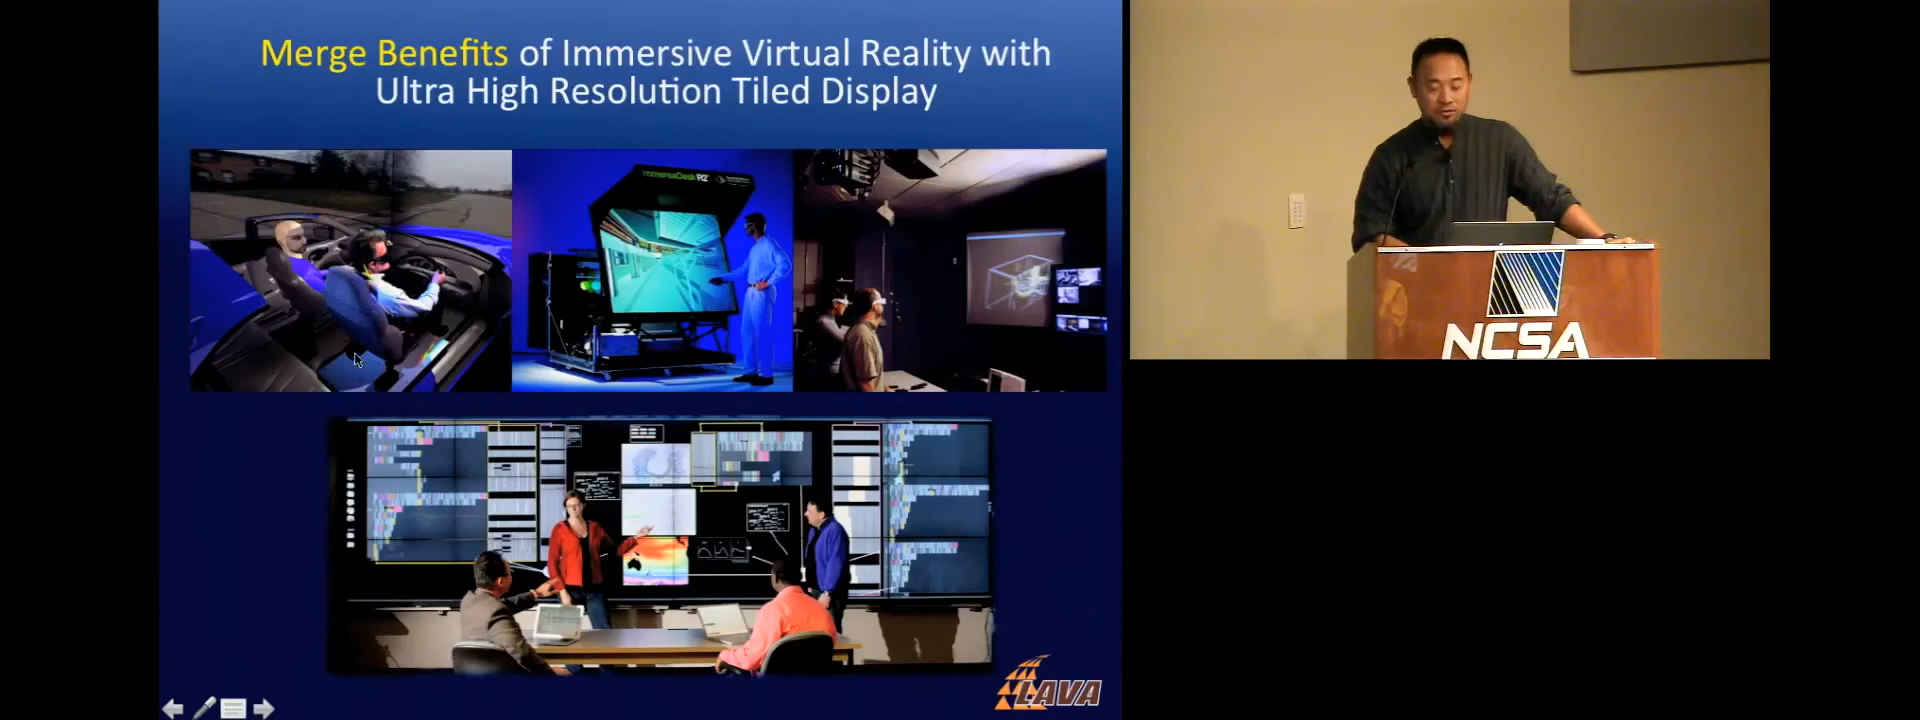 Merge Benefits of Immersive Virtual Reality with
Ultra High Resolution Tiled Display
ImmersaDesk R2
LAVA
NCSA